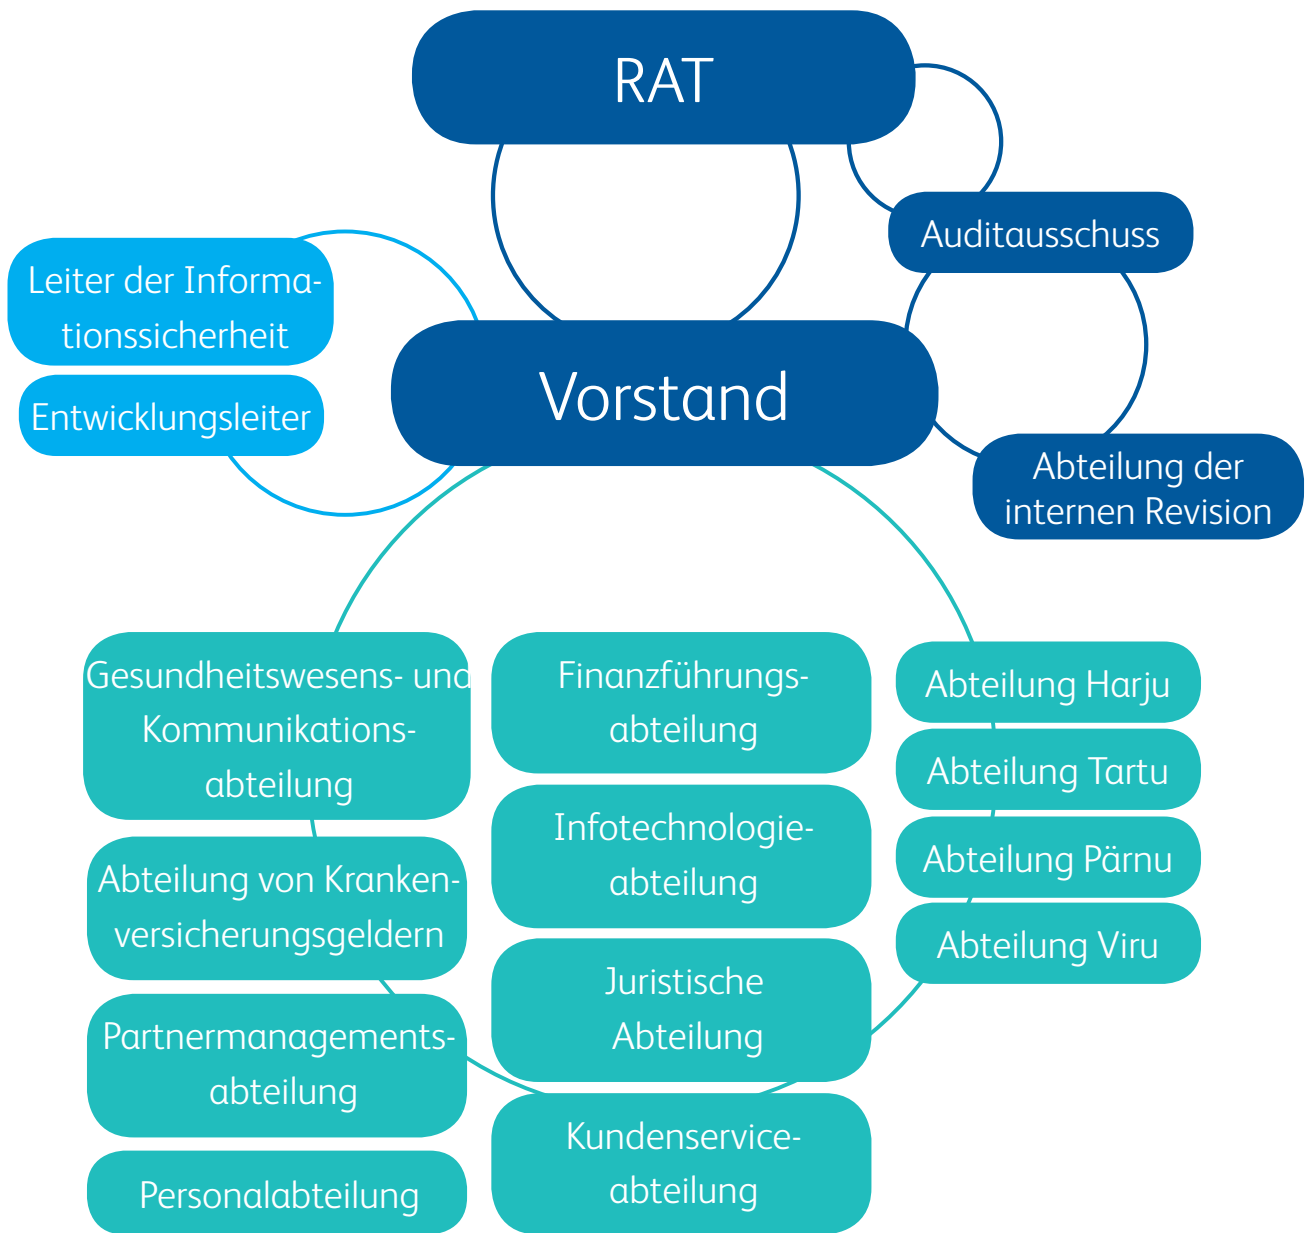 RAT
Auditausschuss
Leiter der Informa-
tionssicherheit
Entwicklungsleiter
Vorstand
Abteilung der
internen Revision
Gesundheitswesens- und
Kommunikations-
abteilung
Abteilung von Kranken-
versicherungsgeldern
Partnermanagements-
abteilung
Personalabteilung
Finanzführungs-
abteilung
Infotechnologie-
abteilung
Juristische
Abteilung
Kundenservice-
abteilung
Abteilung Harju
Abteilung Tartu
Abteilung Pärnu
Abteilung Viru